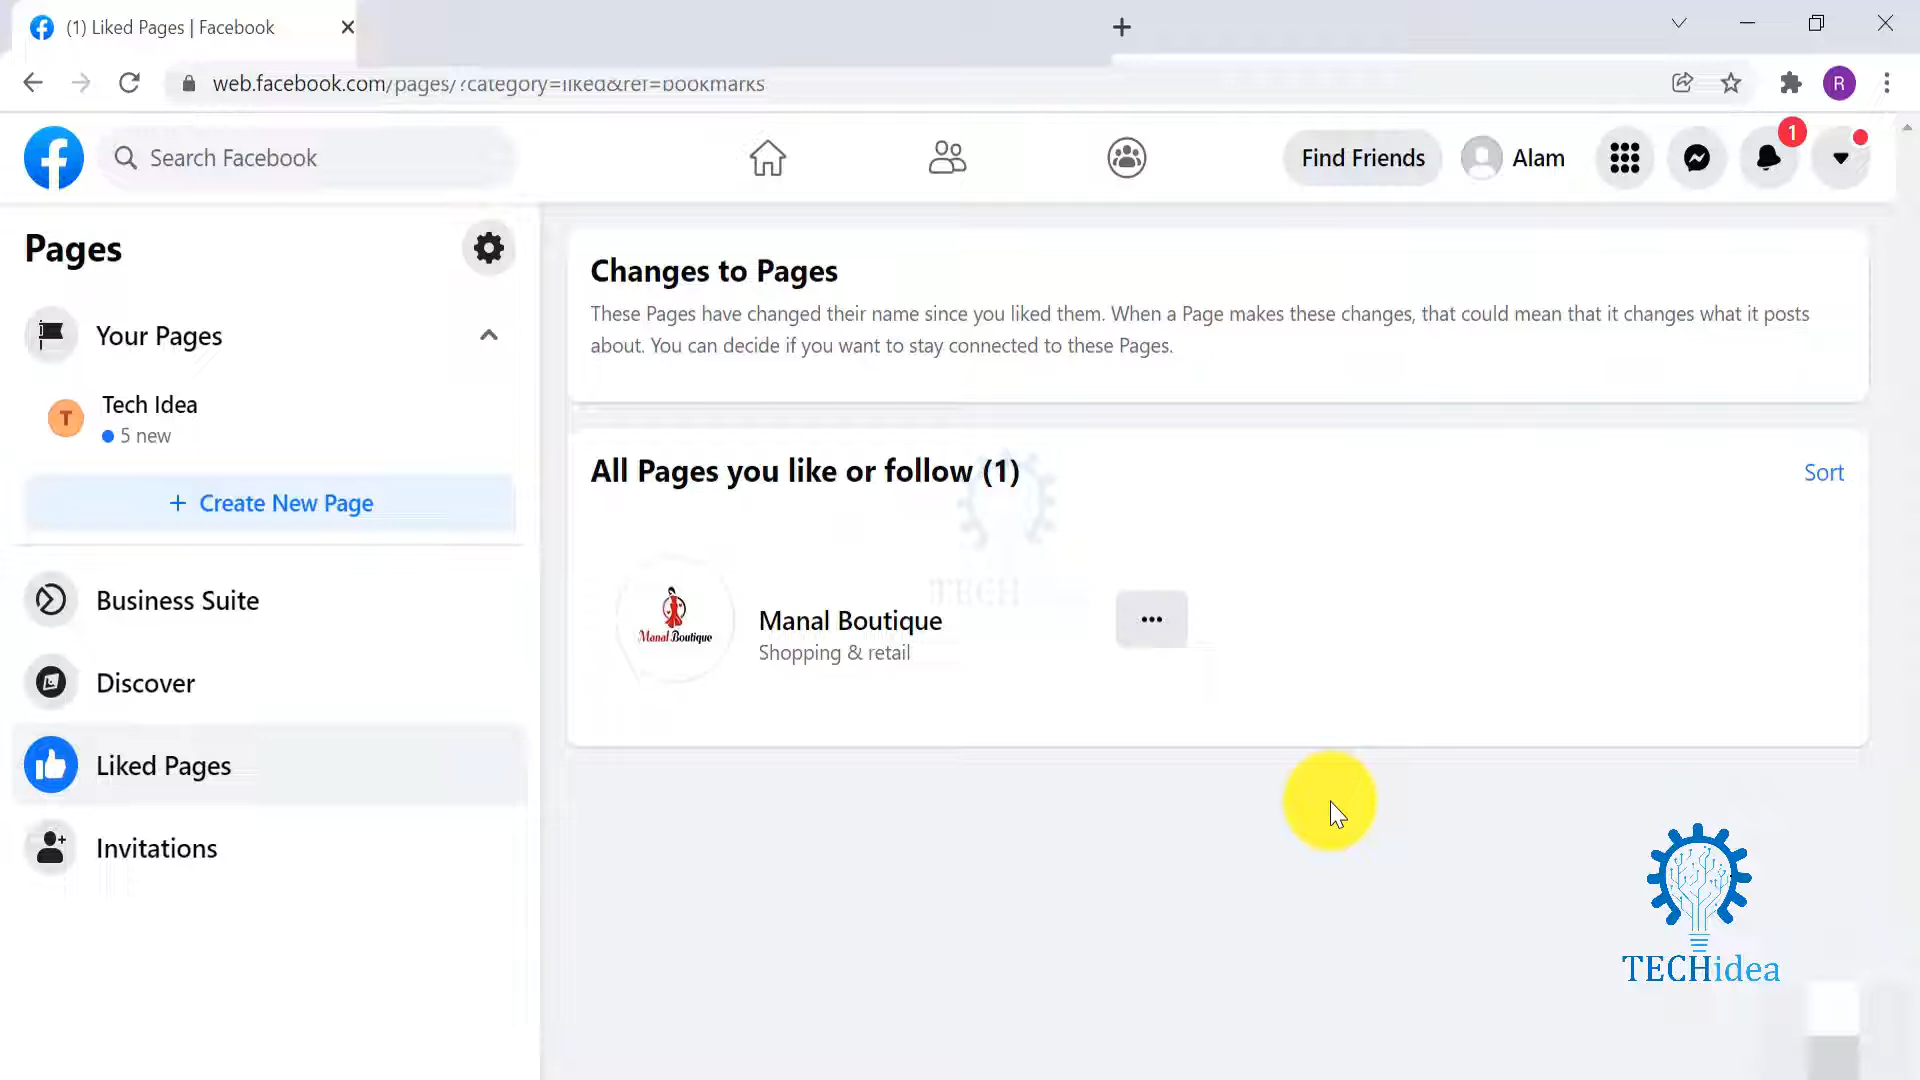 (1) Liked Pages | Facebook
web.facebook.com/pages/?category=liked&ref=bookmarks
R
Search Facebook
Find Friends
Alam
1
Pages
Your Pages
T
Tech Idea
5 new
+ Create New Page
Business Suite
Discover
Liked Pages
Invitations
Changes to Pages
These Pages have changed their name since you liked them. When a Page makes these changes, that could mean that it changes what it posts
about. You can decide if you want to stay connected to these Pages.
All Pages you like or follow (1)
Sort
TECH
Manal Boutique
Manal Boutique
Shopping & retail
TECHidea